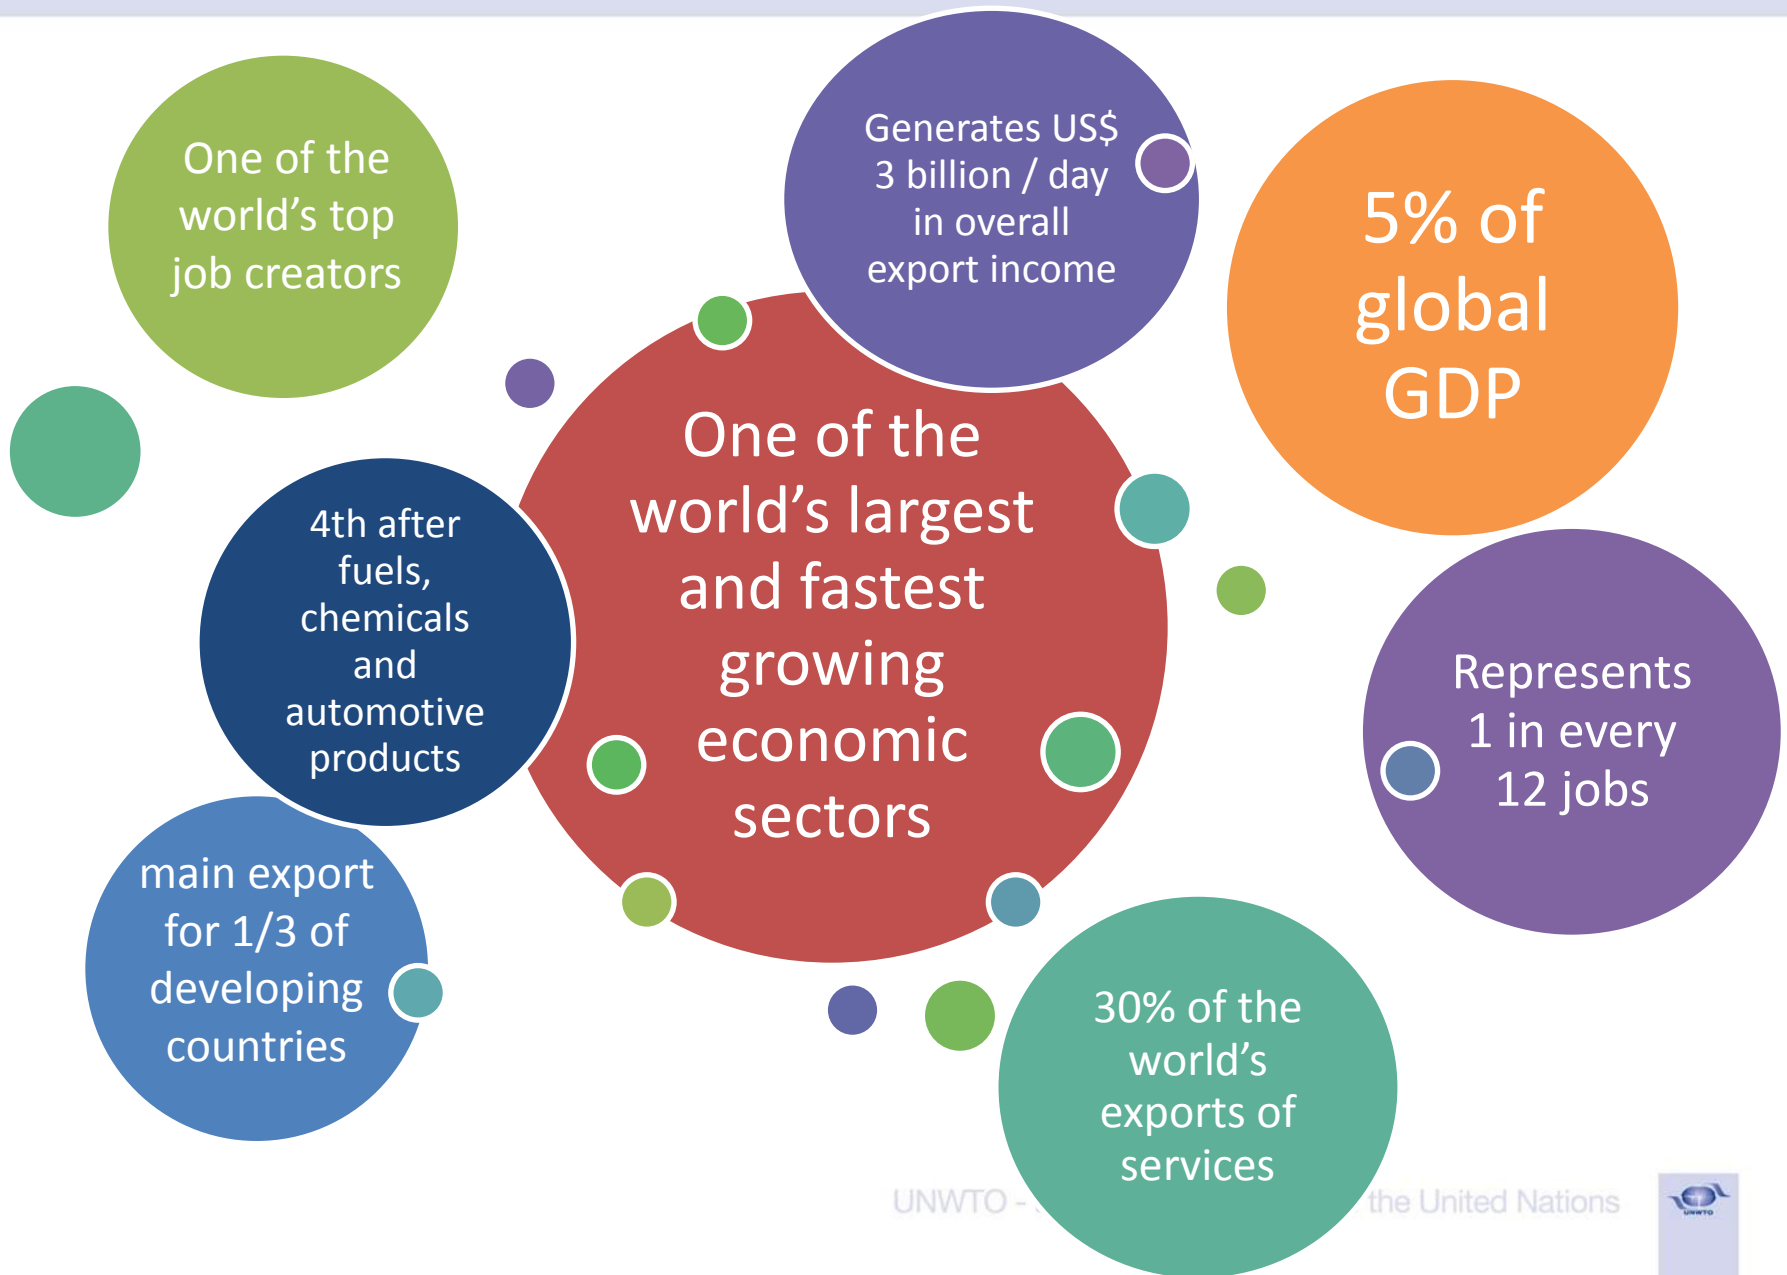 One of the
world's top
job creators
Generates US$
3 billion / day
in overall
export income
5% of
global
GDP
One of the
world's largest
and fastest
growing
economic
sectors
4th after
fuels,
chemicals
and
automotive
products
Represents
1 in every
12 jobs
main export
for 1/3 of
developing
countries
30% of the
world's
exports of
services
UNWTO - the United Nations
UNWTO